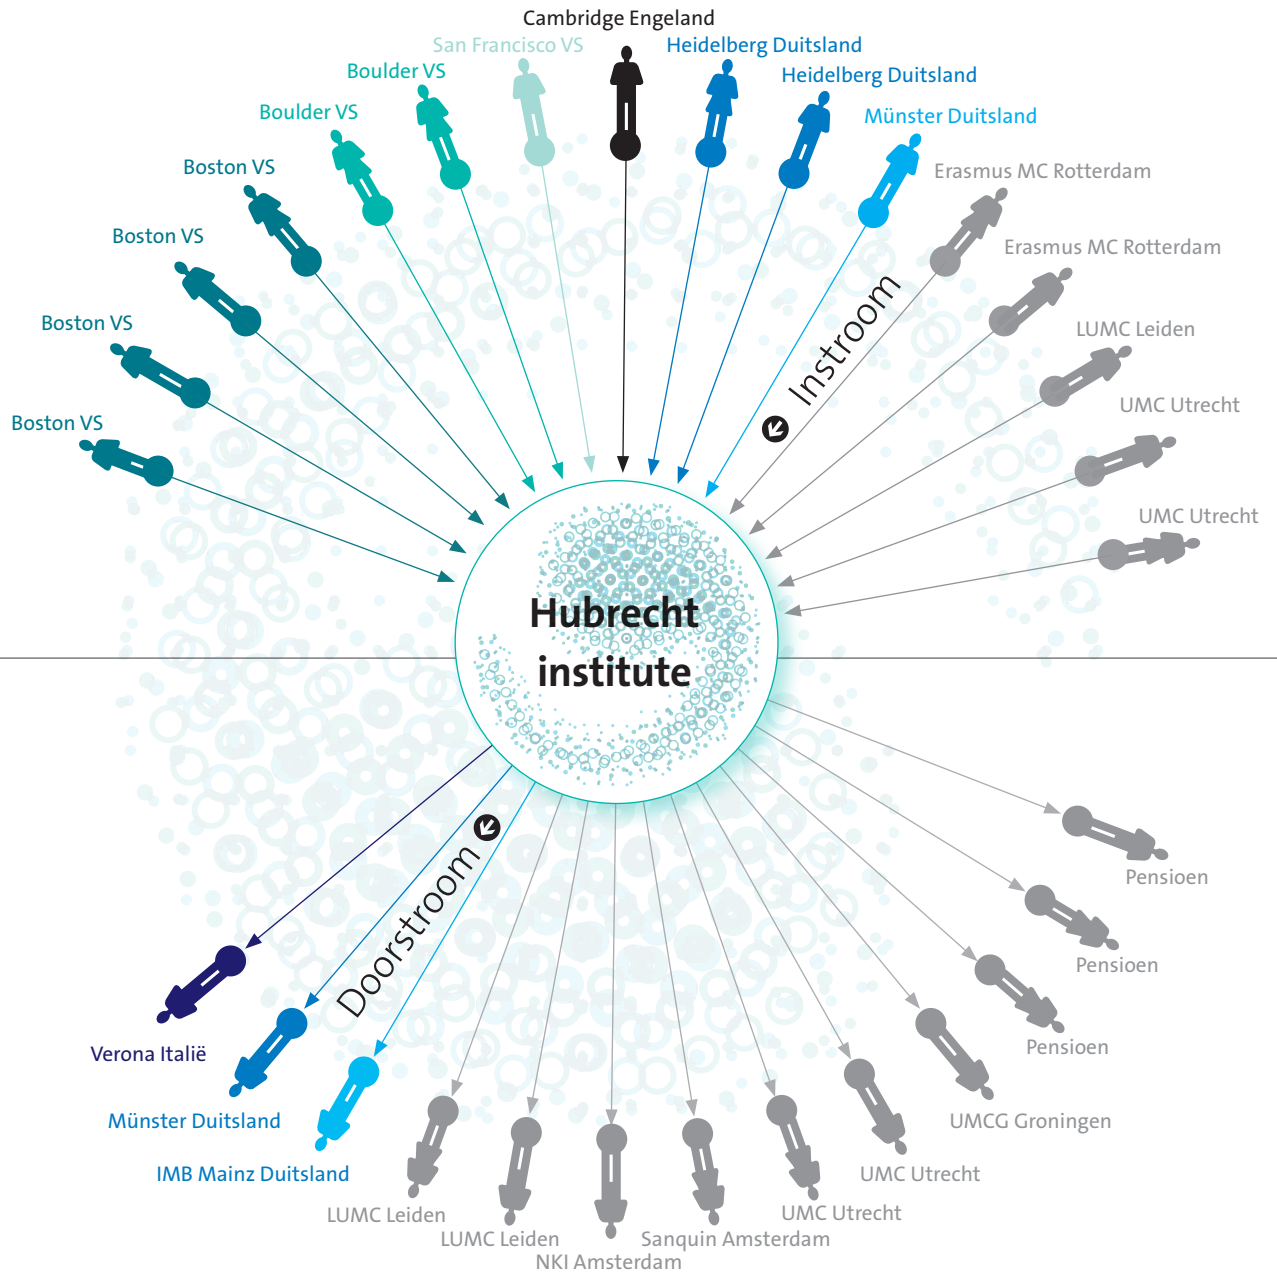 Cambridge Engeland
San Francisco VS
Heidelberg Duitsland
Boulder VS
Heidelberg Duitsland
Boulder VS
Münster Duitsland
Boston VS
Erasmus MC Rotterdam
Boston VS
Erasmus MC Rotterdam
Boston VS
LUMC Leiden
Boston VS
UMC Utrecht
UMC Utrecht
Instroom
Hubrecht
institute
Doorstroom
Pensioen
Pensioen
Pensioen
Verona Italië
Münster Duitsland
UMCG Groningen
IMB Mainz Duitsland
UMC Utrecht
LUMC Leiden
UMC Utrecht
LUMC Leiden
Sanquin Amsterdam
NKI Amsterdam